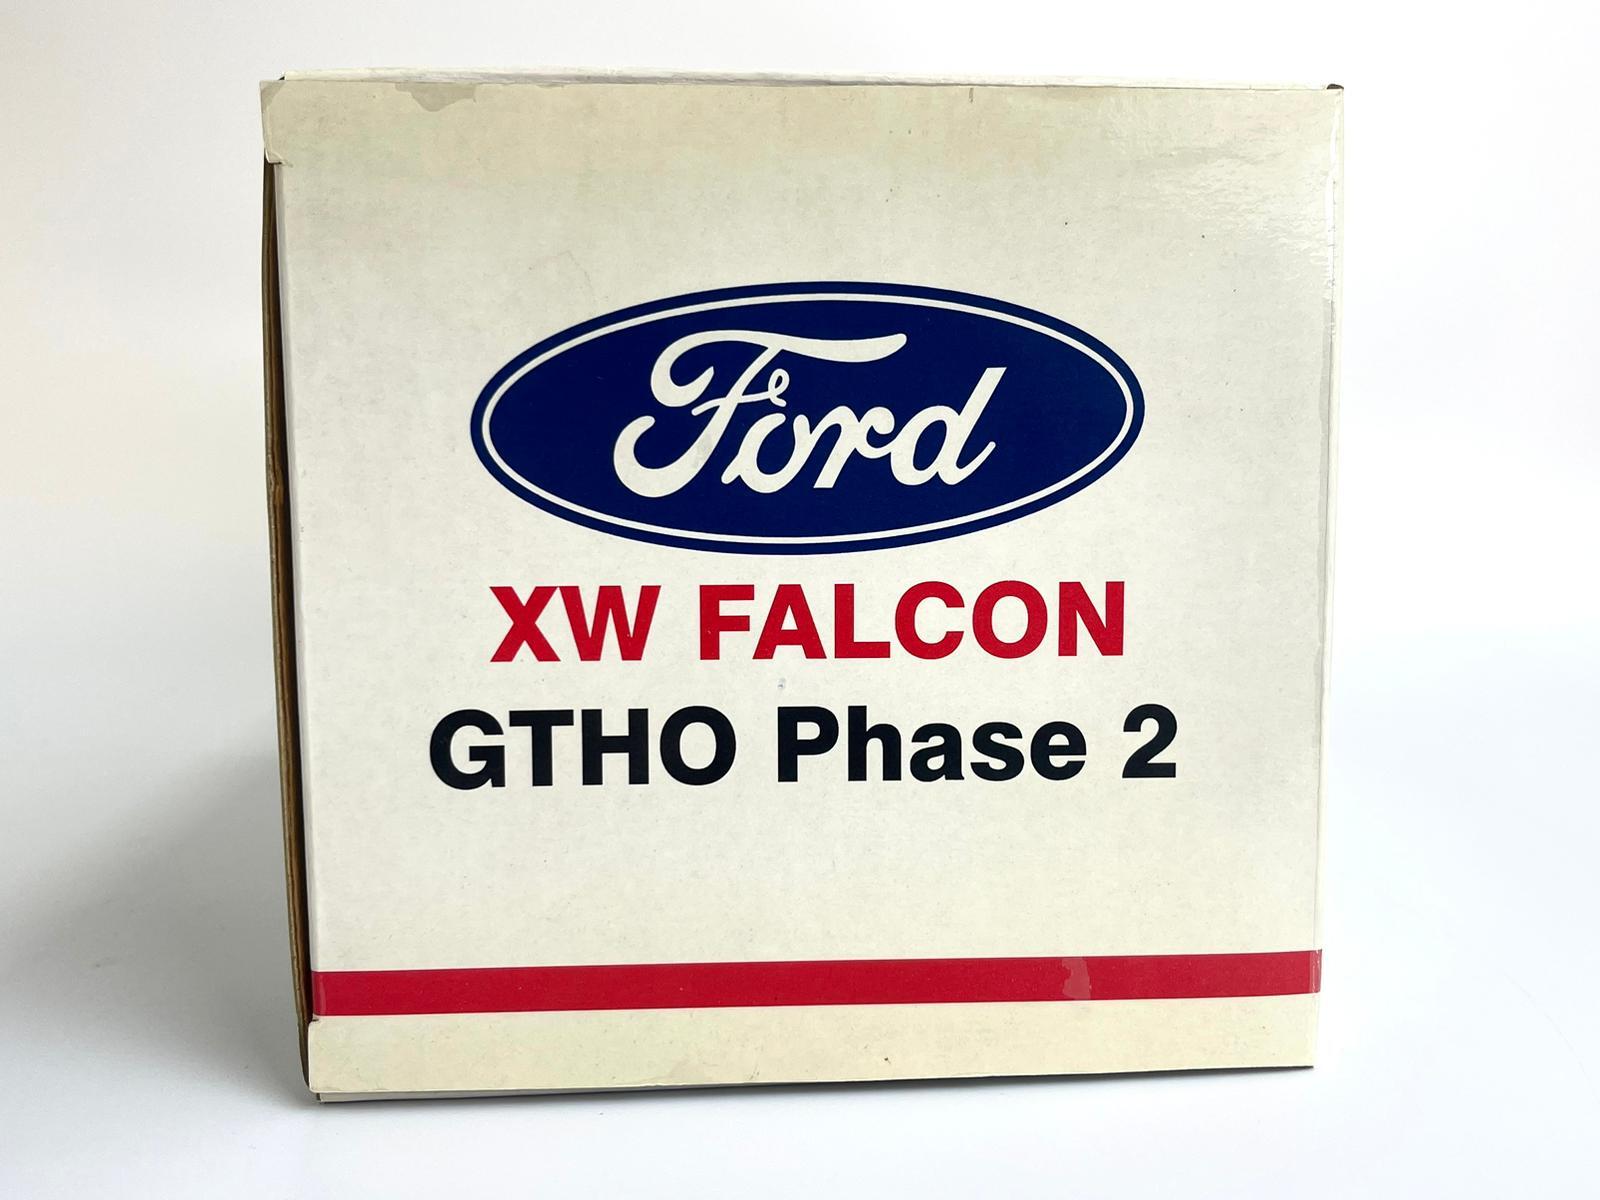 Ford
XW FALCON
GTHO Phase 2